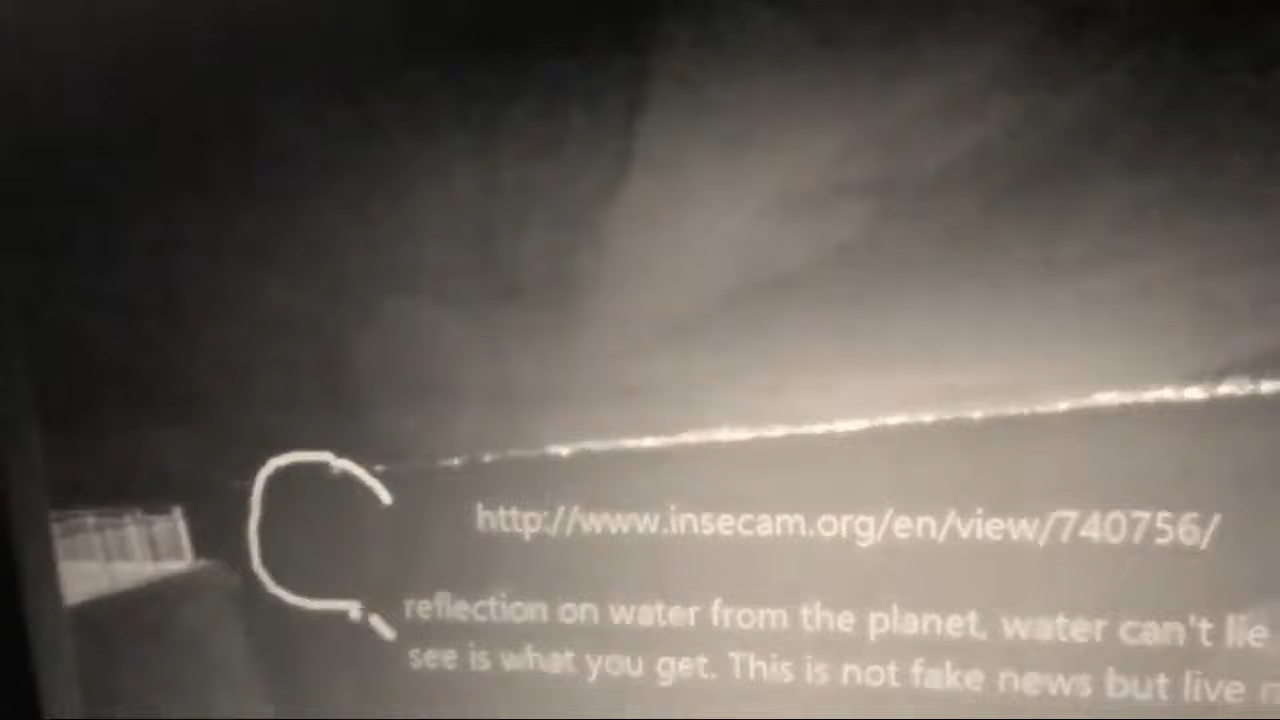 http://www.insecam.org/en/view/740756/
reflection on water from the planet, water can't lie
see is what you get. This is not fake news but live